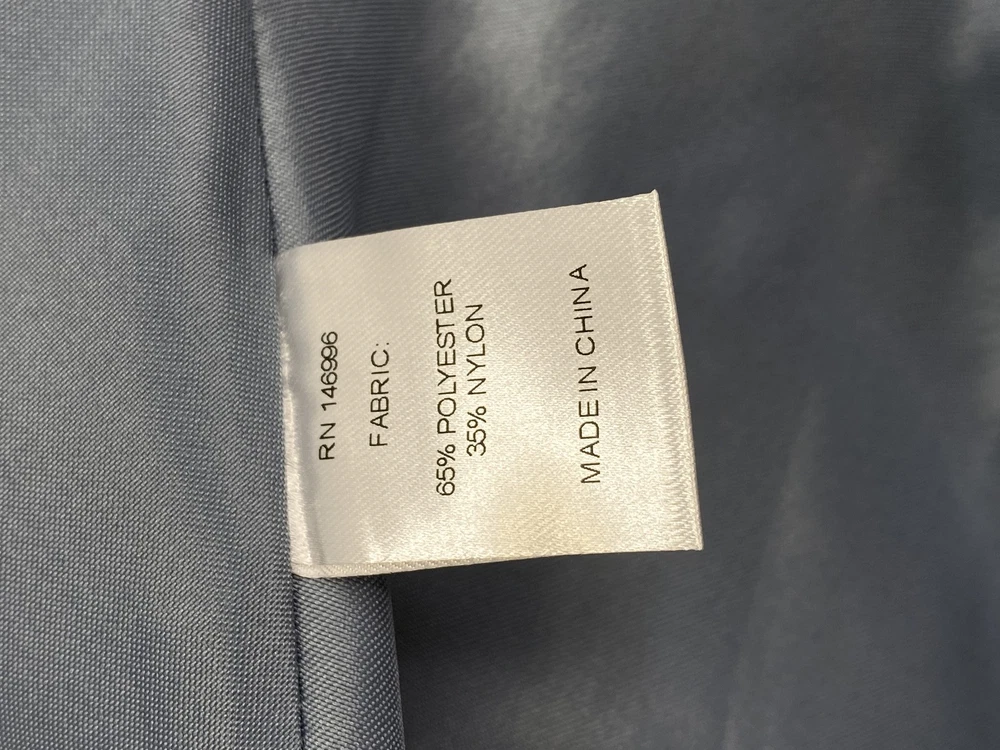 RN 146996
FABRIC:
65% POLYESTER
35% NYLON
MADE IN CHINA